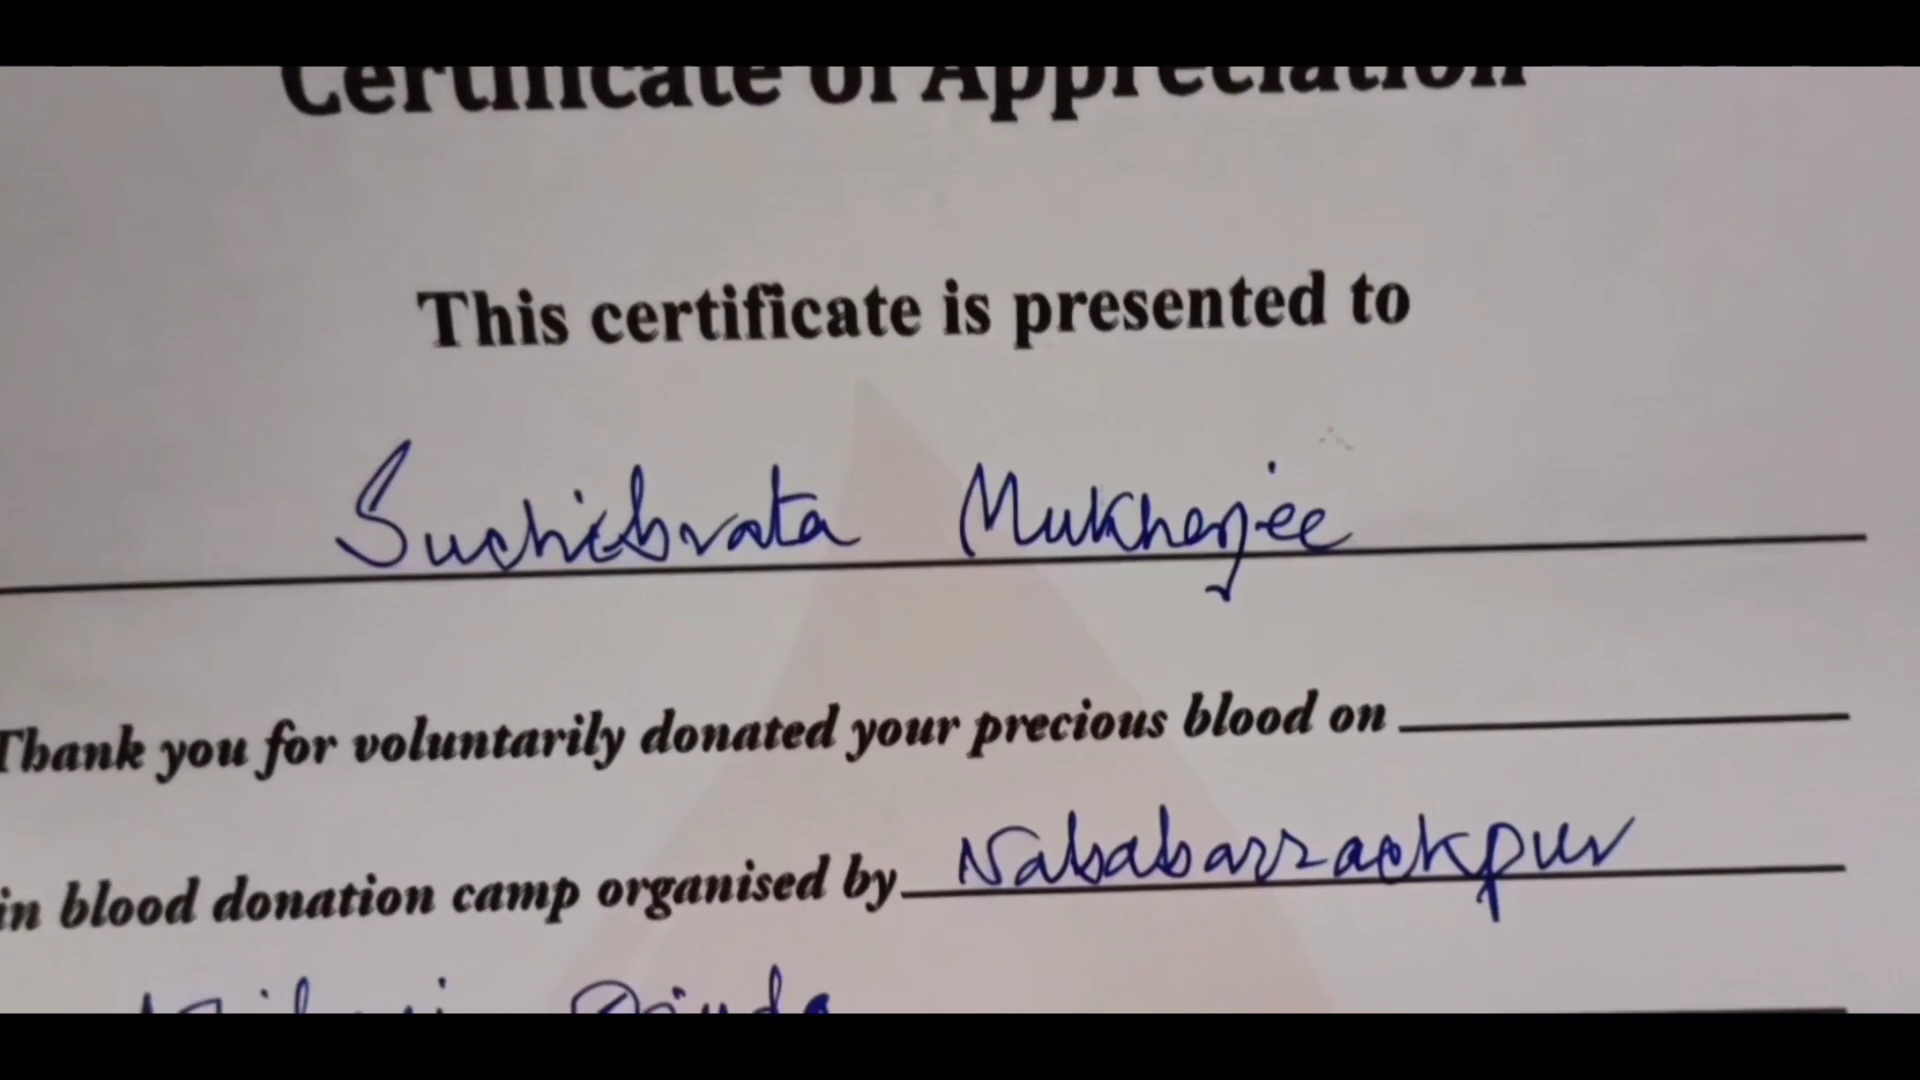 Certificate of Appreciation
This certificate is presented to
Suchibrata Mukherjee
Thank you for voluntarily donated your precious blood on
in blood donation camp organised by Nababarrackpur